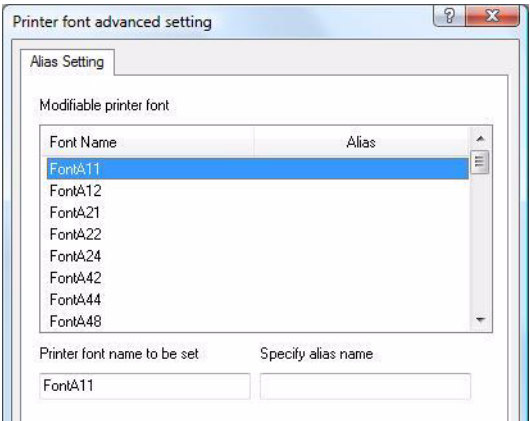 Printer font advanced setting
Alias Setting
Modifiable printer font
Font Name Alias
FontA11
FontA12
FontA21
FontA22
FontA24
FontA42
FontA44
FontA48
Printer font name to be set Specify alias name
FontA11